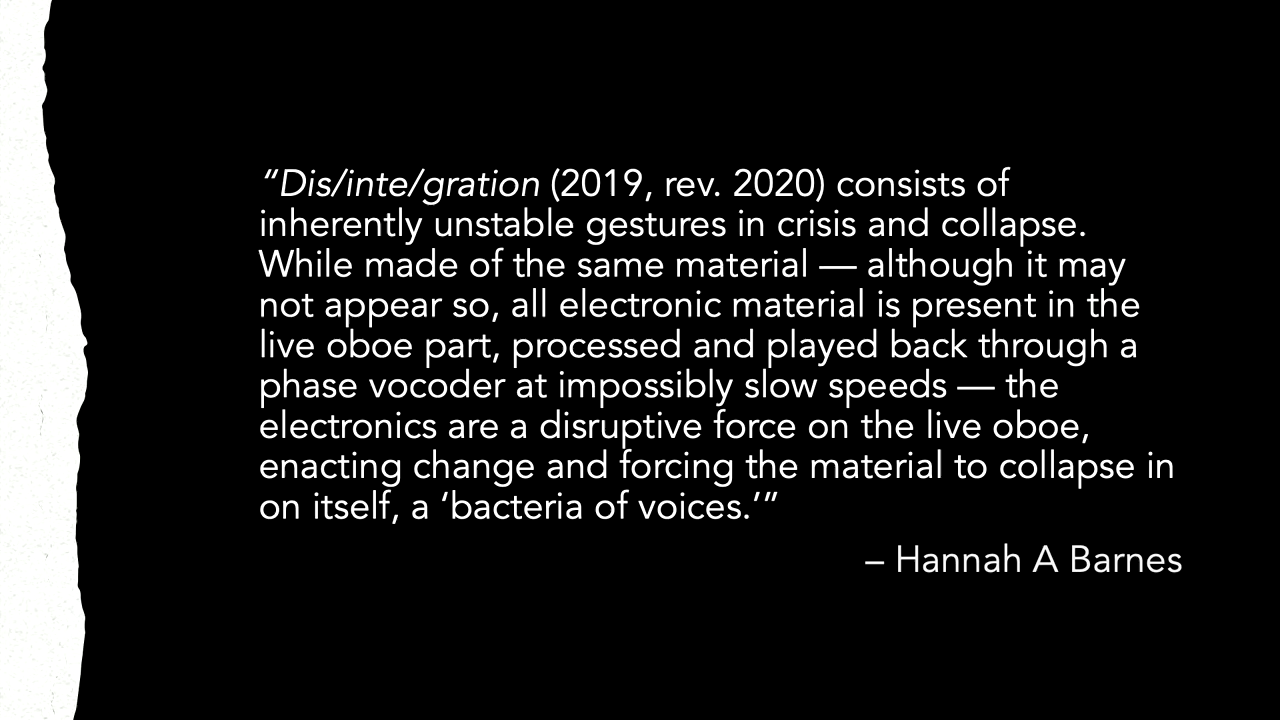 “Dis/inte/gration (2019, rev. 2020) consists of
inherently unstable gestures in crisis and collapse.
While made of the same material — although it may
not appear so, all electronic material is present in the
live oboe part, processed and played back through a
phase vocoder at impossibly slow speeds — the
electronics are a disruptive force on the live oboe,
enacting change and forcing the material to collapse in
on itself, a ‘bacteria of voices.’”
– Hannah A Barnes